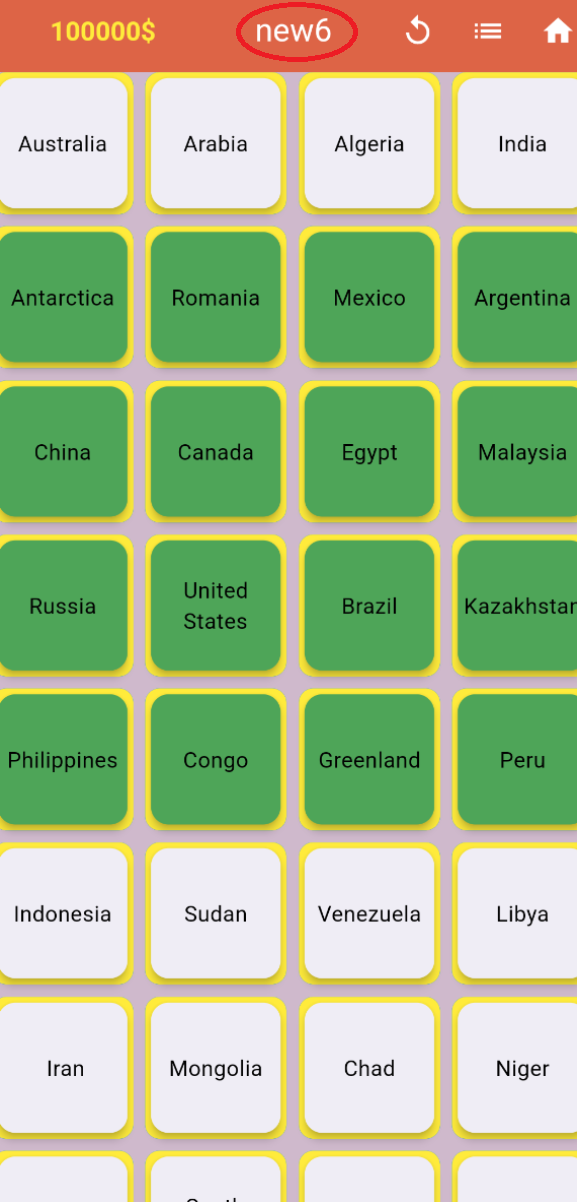 100000$ new6
Australia Arabia Algeria India
Antarctica Romania Mexico Argentina
China Canada Egypt Malaysia
Russia United States Brazil Kazakhstan
Philippines Congo Greenland Peru
Indonesia Sudan Venezuela Libya
Iran Mongolia Chad Niger